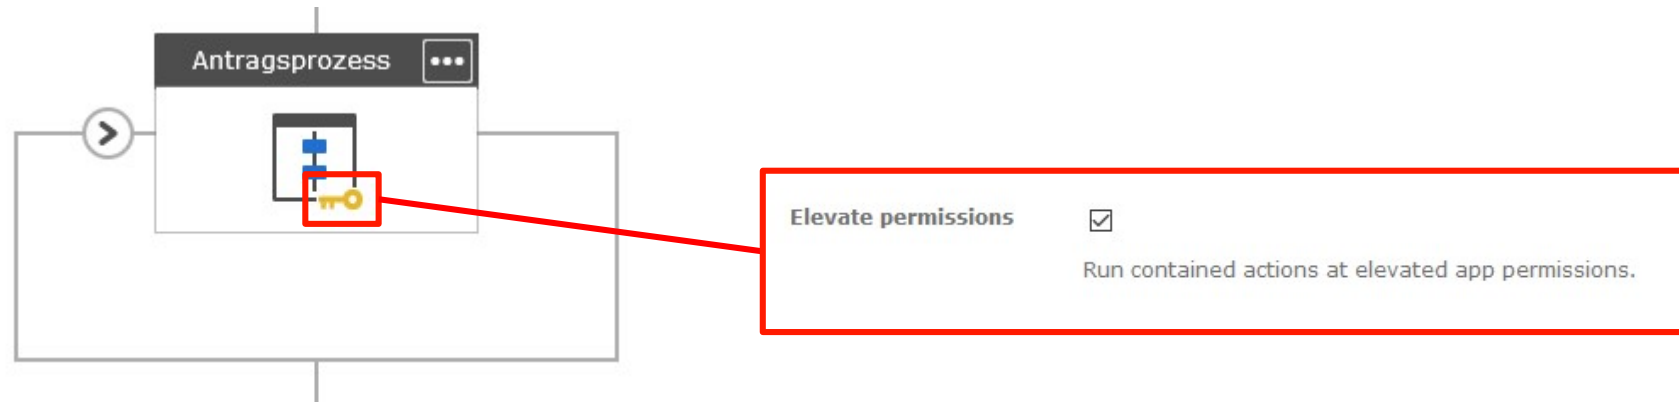 Antragsprozess
Elevate permissions
Run contained actions at elevated app permissions.